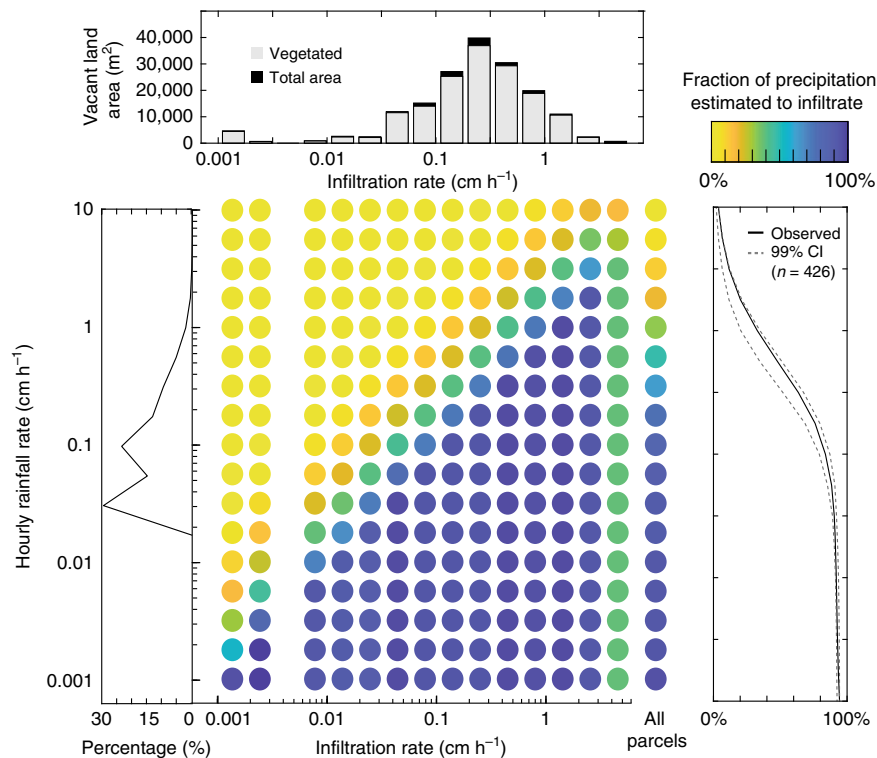 40,000
30,000
20,000
10,000
0
Vacant land
area (m²)
Vegetated
Total area
0.001
0.01
0.1
1
Infiltration rate (cm h⁻¹)
Fraction of precipitation
estimated to infiltrate
0%
100%
10
1
0.1
0.01
0.001
Hourly rainfall rate (cm h⁻¹)
30
15
0
Percentage (%)
0.001
0.01
0.1
1
Infiltration rate (cm h⁻¹)
All
parcels
Observed
99% CI
(n = 426)
0%
100%